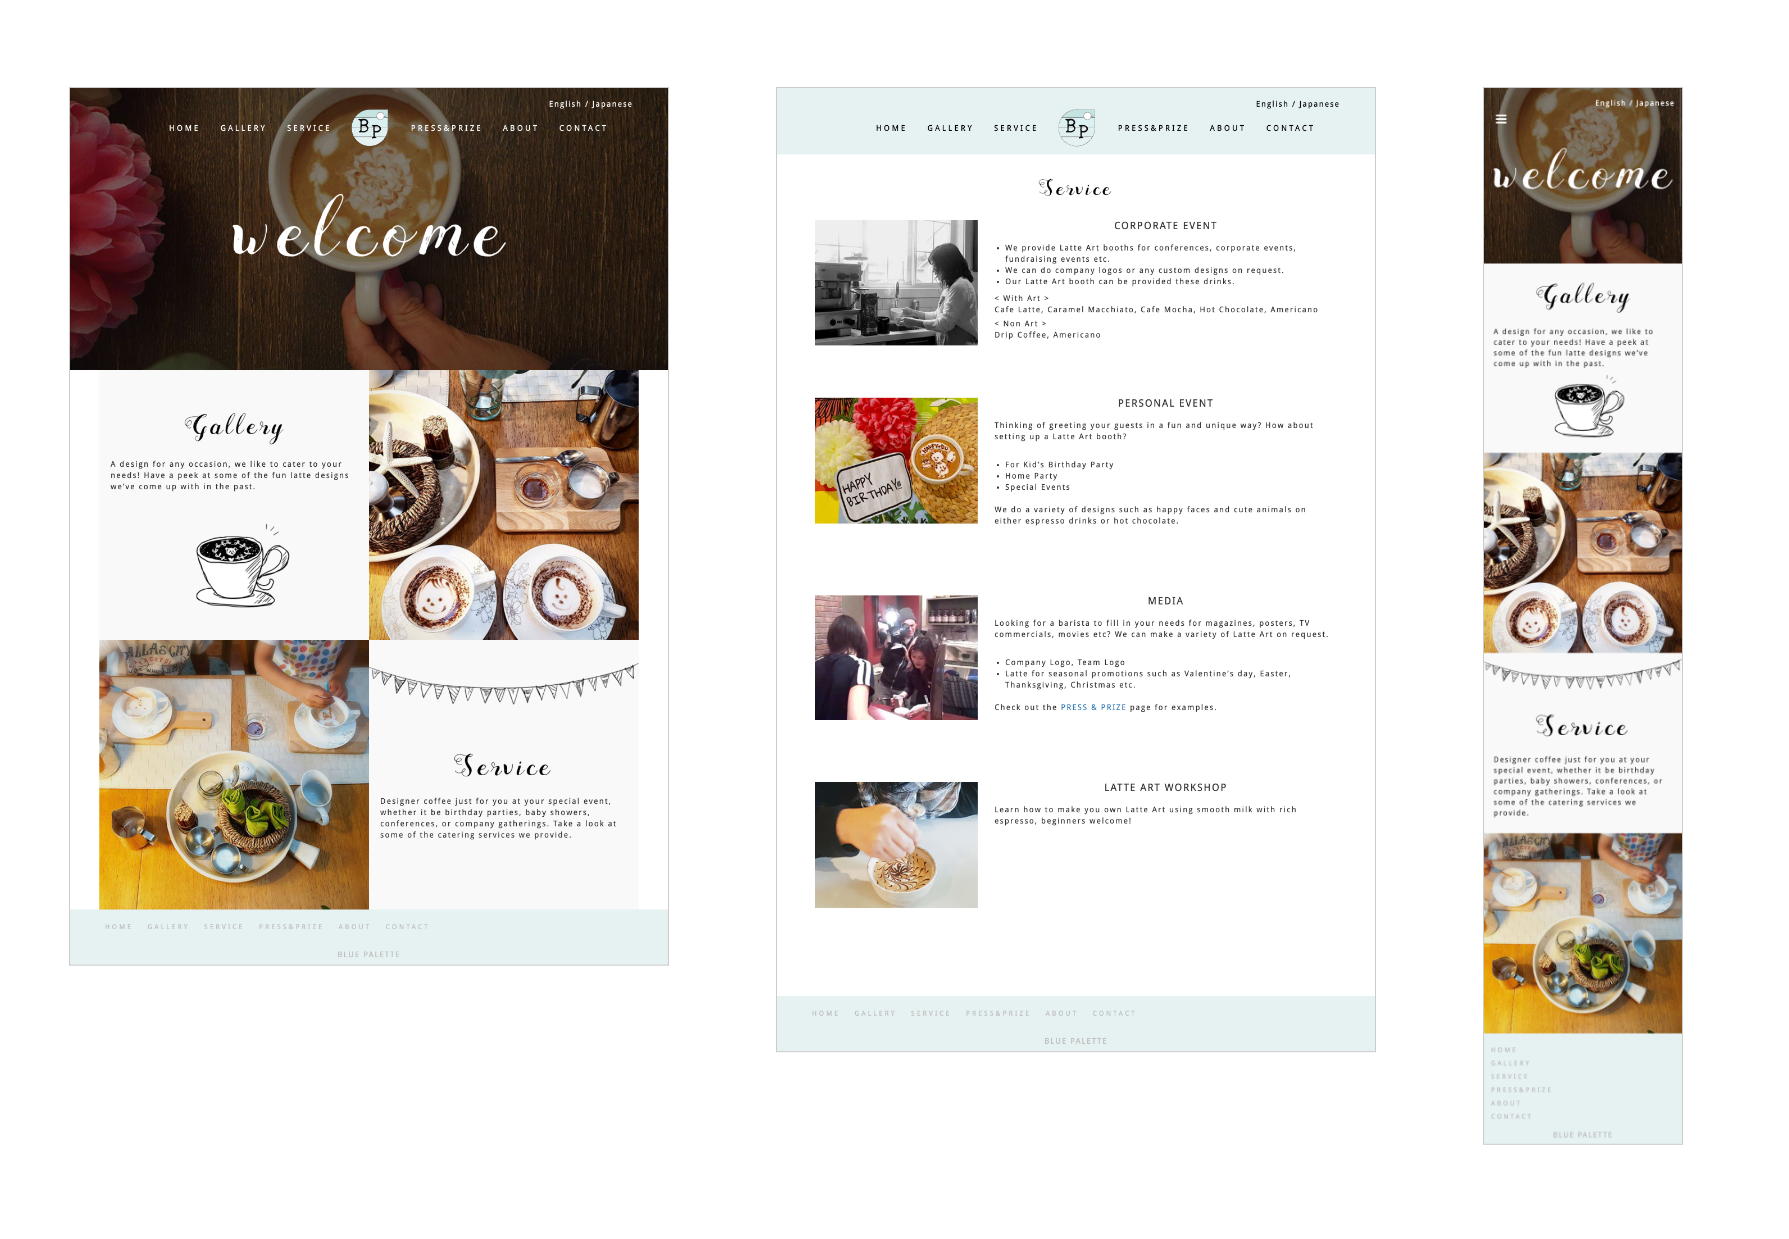 English / Japanese
HOME GALLERY SERVICE BP PRESS&PRIZE ABOUT CONTACT
welcome
Gallery
A design for any occasion, we like to cater to your
needs! Have a peek at some of the fun latte designs
we've come up with in the past.
Service
Designer coffee just for you at your special event,
whether it be birthday parties, baby showers,
conferences, or company gatherings. Take a look at
some of the catering services we provide.
HOME GALLERY SERVICE PRESS&PRIZE ABOUT CONTACT
BLUE PALETTE
English / Japanese
HOME GALLERY SERVICE BP PRESS&PRIZE ABOUT CONTACT
Service
CORPORATE EVENT
• We provide Latte Art booths for conferences, corporate events,
fundraising events etc.
• We can do company logos or any custom designs on request.
• Our Latte Art booth can be provided these drinks.
< With Art >
Cafe Latte, Caramel Macchiato, Cafe Mocha, Hot Chocolate, Americano
< Non Art >
Drip Coffee, Americano
HAPPY
BIRTHDAY
PERSONAL EVENT
Thinking of greeting your guests in a fun and unique way? How about
setting up a Latte Art booth?
• For Kid's Birthday Party
• Home Party
• Special Events
We do a variety of designs such as happy faces and cute animals on
either espresso drinks or hot chocolate.
MEDIA
Looking for a barista to fill in your needs for magazines, posters, TV
commercials, movies etc? We can make a variety of Latte Art on request.
• Company Logo, Team Logo
• Latte for seasonal promotions such as Valentine's day, Easter,
Thanksgiving, Christmas etc.
Check out the PRESS & PRIZE page for examples.
LATTE ART WORKSHOP
Learn how to make you own Latte Art using smooth milk with rich
espresso, beginners welcome!
HOME GALLERY SERVICE PRESS&PRIZE ABOUT CONTACT
BLUE PALETTE
English / Japanese
welcome
Gallery
A design for any occasion, we like to
cater to your needs! Have a peek at
some of the fun latte designs we've
come up with in the past.
Service
Designer coffee just for you at your
special event, whether it be birthday
parties, baby showers, conferences, or
company gatherings. Take a look at
some of the catering services we
provide.
HOME
GALLERY
SERVICE
PRESS&PRIZE
ABOUT
CONTACT
BLUE PALETTE